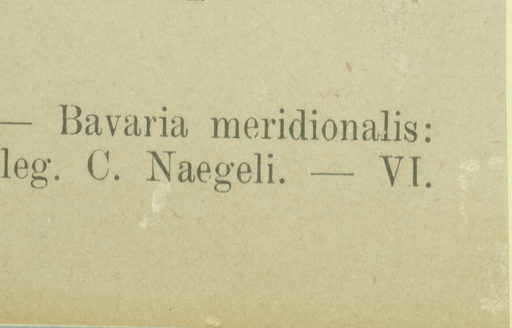 — Bavaria meridionalis:
leg. C. Naegeli. — VI.